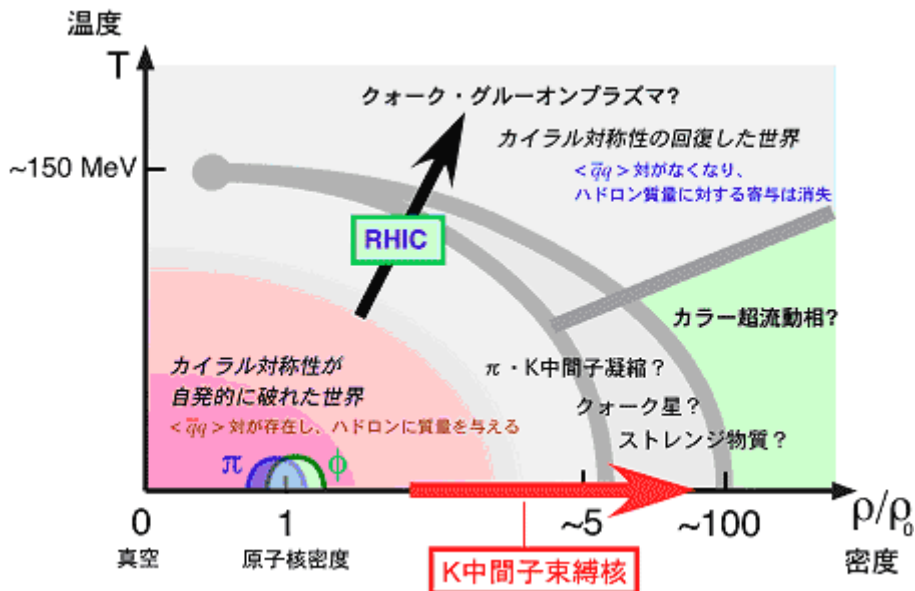 温度
T
クォーク・グルーオンプラズマ?
カイラル対称性の回復した世界
~150 MeV
<q̄q> 対がなくなり、
ハドロン質量に対する寄与は消失
RHIC
カラー超流動相?
カイラル対称性が
自発的に破れた世界
<q̄q> 対が存在し、ハドロンに質量を与える
π・K中間子凝縮？
クォーク星？
ストレンジ物質？
π
ϕ
0
1
~5
~100
ρ/ρ₀
真空
原子核密度
密度
K中間子束縛核